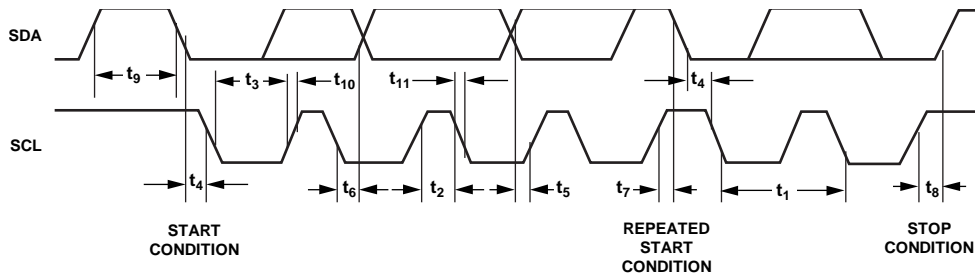 SDA
t9
t3
t10
t11
t4
SCL
t4
t6
t2
t5
t7
t1
t8
START
CONDITION
REPEATED
START
CONDITION
STOP
CONDITION